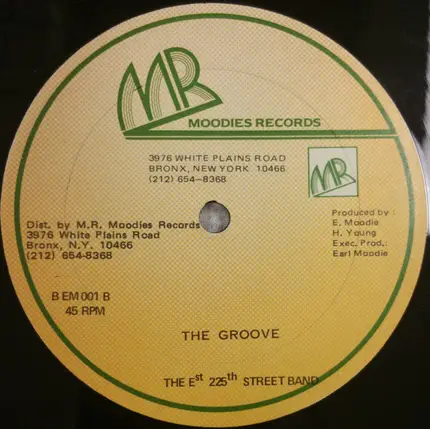 MR
MOODIES RECORDS
3976 WHITE PLAINS ROAD
BRONX, NEW YORK 10466
(212) 654-8368
MR
Dist. by M.R. Moodies Records
3976 White Plains Road
Bronx, N.Y. 10466
(212) 654-8368
Produced by :
E. Moodie
H. Young
Exec. Prod.:
Earl Moodie
B EM 001 B
45 RPM
THE GROOVE
THE Est 225th STREET BAND